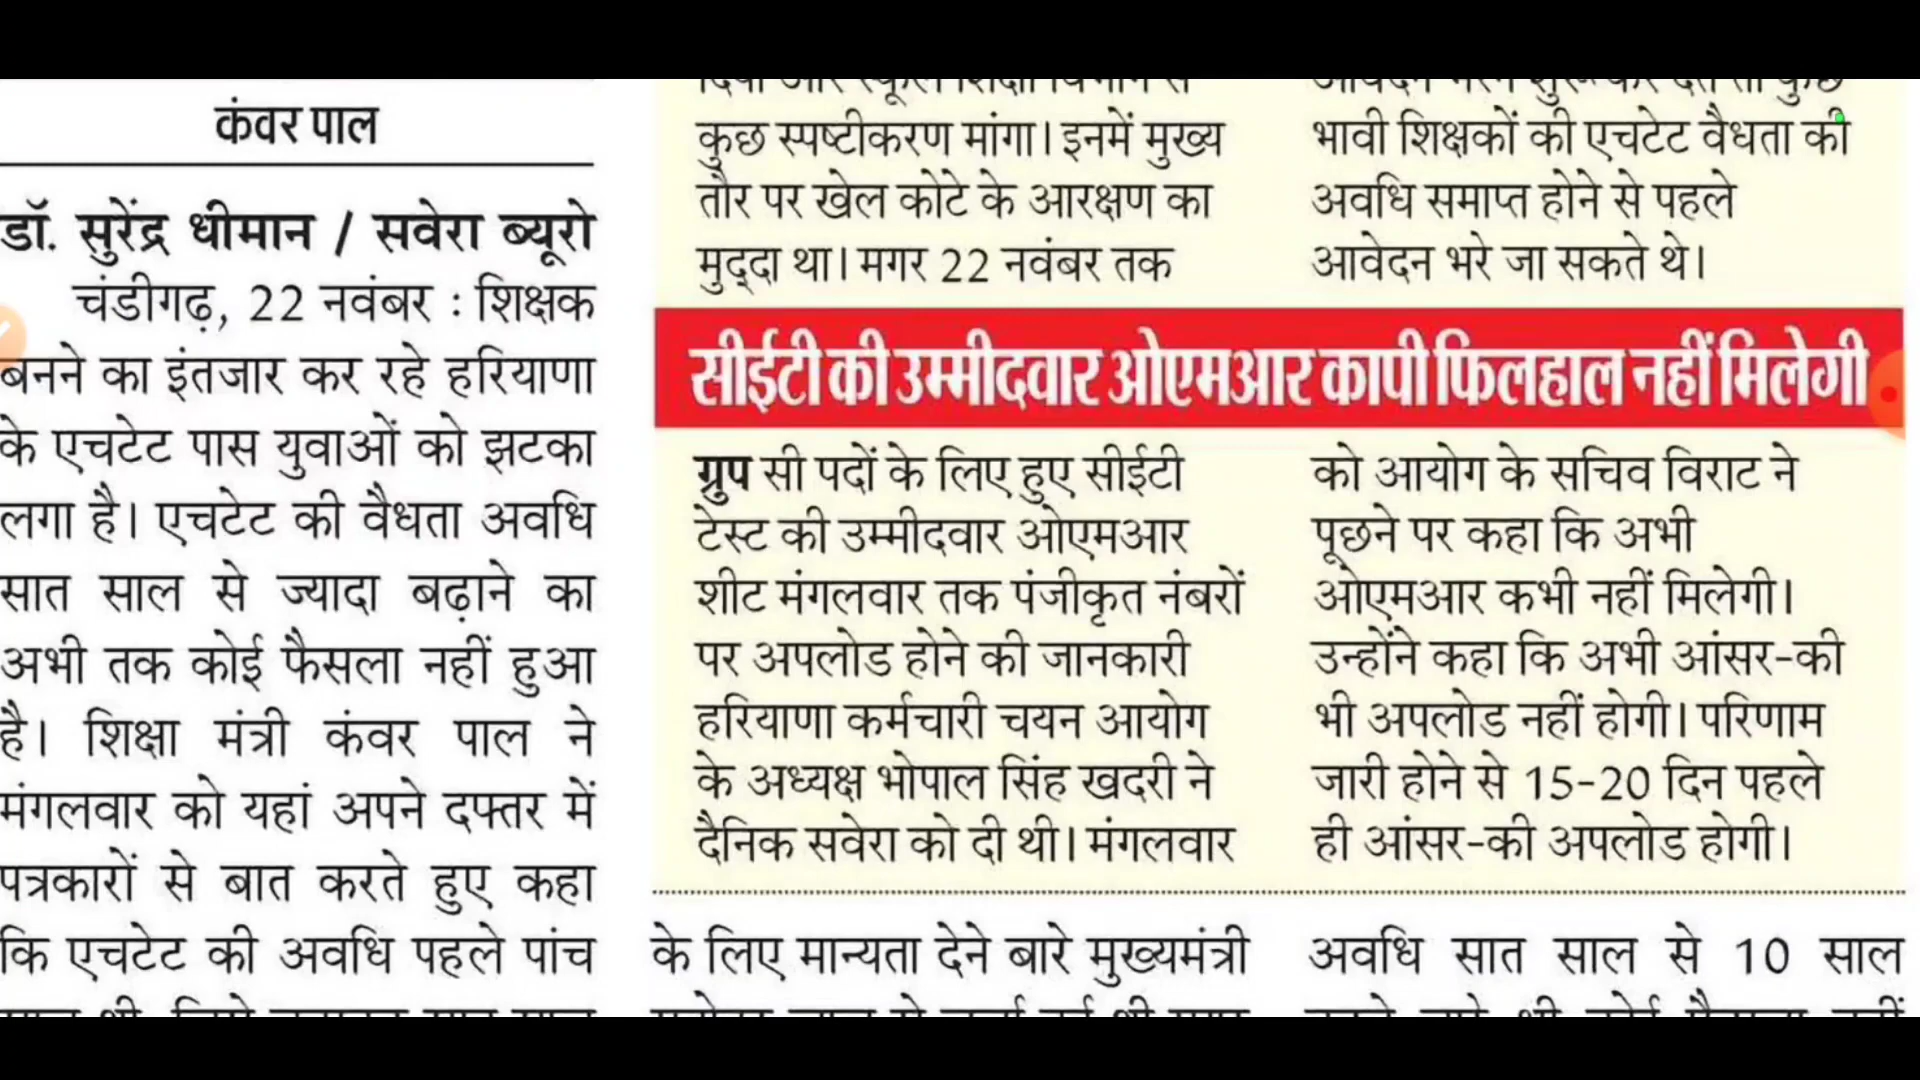 कंवर पाल
डॉ. सुरेंद्र धीमान / सवेरा ब्यूरो
चंडीगढ़, 22 नवंबर : शिक्षक
बनने का इंतजार कर रहे हरियाणा
के एचटेट पास युवाओं को झटका
लगा है। एचटेट की वैधता अवधि
सात साल से ज्यादा बढ़ाने का
अभी तक कोई फैसला नहीं हुआ
है। शिक्षा मंत्री कंवर पाल ने
मंगलवार को यहां अपने दफ्तर में
पत्रकारों से बात करते हुए कहा
कि एचटेट की अवधि पहले पांच
कुछ स्पष्टीकरण मांगा। इनमें मुख्य
तौर पर खेल कोटे के आरक्षण का
मुद्दा था। मगर 22 नवंबर तक
भावी शिक्षकों की एचटेट वैधता की
अवधि समाप्त होने से पहले
आवेदन भरे जा सकते थे।
सीईटी की उम्मीदवार ओएमआर कापी फिलहाल नहीं मिलेगी
ग्रुप सी पदों के लिए हुए सीईटी
टेस्ट की उम्मीदवार ओएमआर
शीट मंगलवार तक पंजीकृत नंबरों
पर अपलोड होने की जानकारी
हरियाणा कर्मचारी चयन आयोग
के अध्यक्ष भोपाल सिंह खदरी ने
दैनिक सवेरा को दी थी। मंगलवार
को आयोग के सचिव विराट ने
पूछने पर कहा कि अभी
ओएमआर कभी नहीं मिलेगी।
उन्होंने कहा कि अभी आंसर-की
भी अपलोड नहीं होगी। परिणाम
जारी होने से 15-20 दिन पहले
ही आंसर-की अपलोड होगी।
के लिए मान्यता देने बारे मुख्यमंत्री
अवधि सात साल से 10 साल